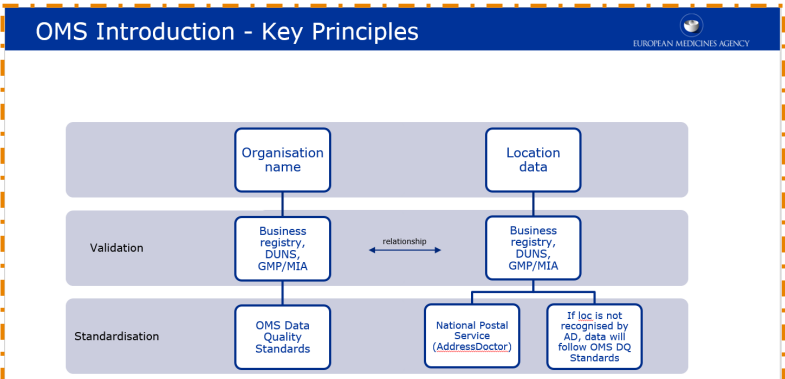 OMS Introduction - Key Principles
EUROPEAN MEDICINES AGENCY
Organisation
name
Location
data
Validation
Business
registry,
DUNS,
GMP/MIA
relationship
Business
registry,
DUNS,
GMP/MIA
Standardisation
OMS Data
Quality
Standards
National Postal
Service
(AddressDoctor)
If loc is not
recognised by
AD, data will
follow OMS DQ
Standards